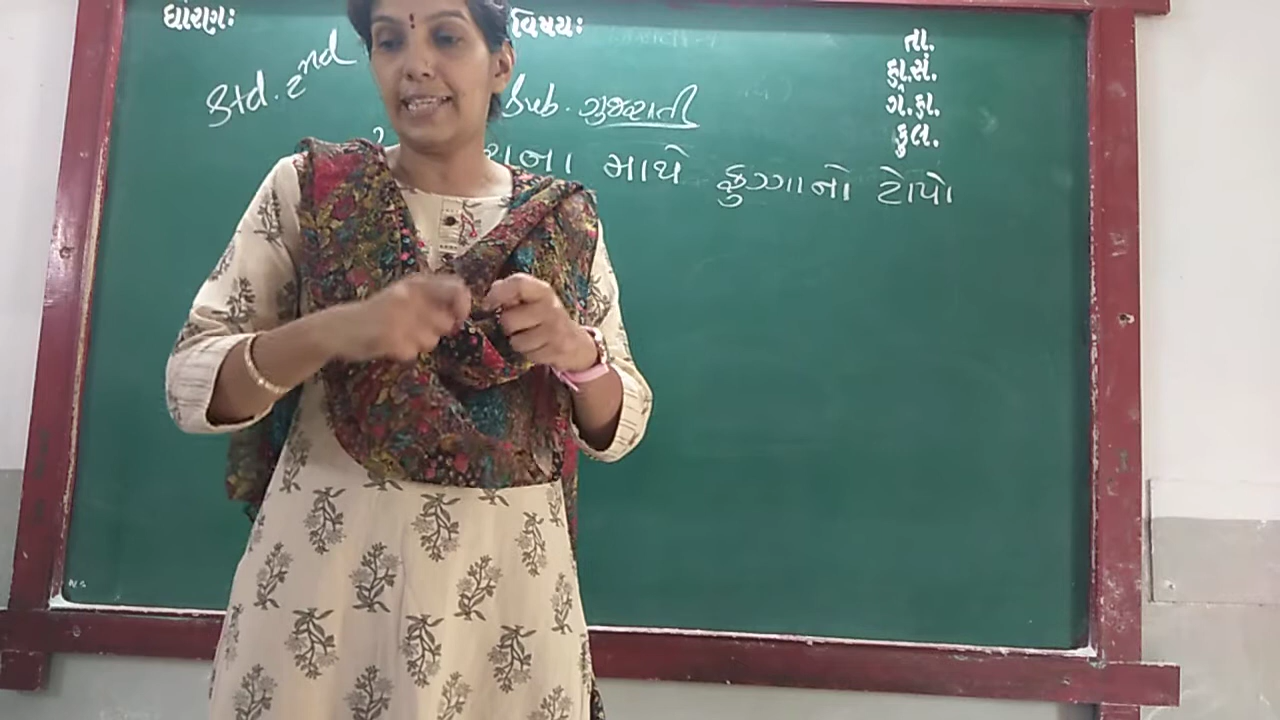 ધોરણ: વિષય: તા.
ફા.સં.
ગે.ફા.
કુલ.
Std. 2nd Sub. ગુજરાતી
માથે ફુગ્ગાનો ટોપો